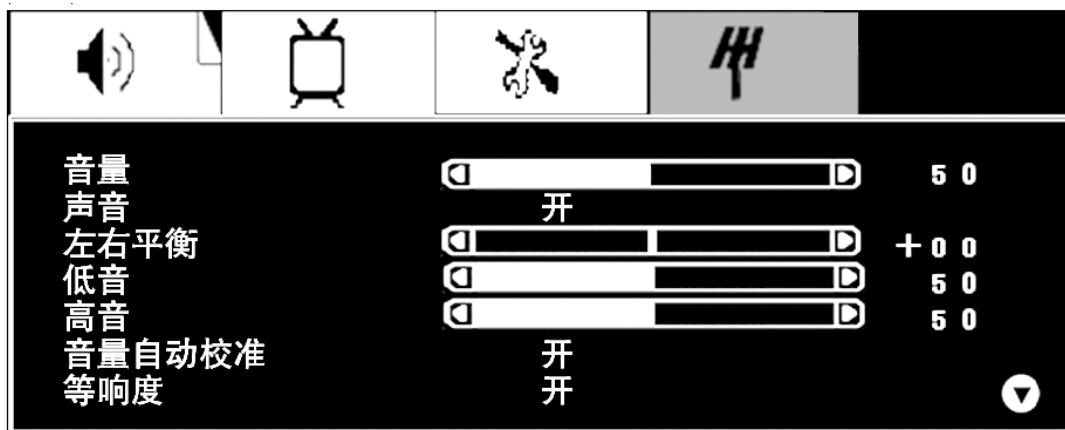 音量 50
声音 开
左右平衡 +00
低音 50
高音 50
音量自动校准 开
等响度 开